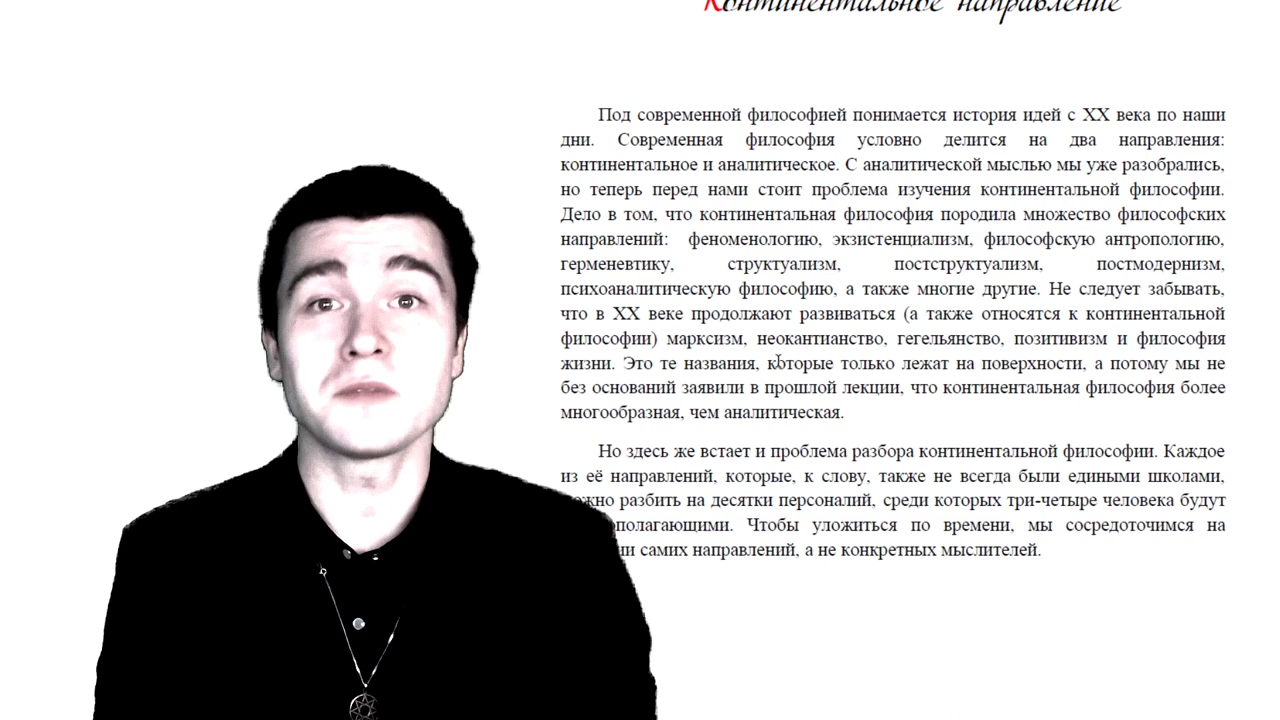 Континентальное направление
Под современной философией понимается история идей с XX века по наши
дни. Современная философия условно делится на два направления:
континентальное и аналитическое. С аналитической мыслью мы уже разобрались,
но теперь перед нами стоит проблема изучения континентальной философии.
Дело в том, что континентальная философия породила множество философских
направлений: феноменологию, экзистенциализм, философскую антропологию,
герменевтику, структуализм, постструктуализм, постмодернизм,
психоаналитическую философию, а также многие другие. Не следует забывать,
что в XX веке продолжают развиваться (а также относятся к континентальной
философии) марксизм, неокантианство, гегельянство, позитивизм и философия
жизни. Это те названия, которые только лежат на поверхности, а потому мы не
без оснований заявили в прошлой лекции, что континентальная философия более
многообразная, чем аналитическая.
Но здесь же встает и проблема разбора континентальной философии. Каждое
из её направлений, которые, к слову, также не всегда были едиными школами,
можно разбить на десятки персоналий, среди которых три-четыре человека будут
ополагающими. Чтобы уложиться по времени, мы сосредоточимся на
ии самих направлений, а не конкретных мыслителей.